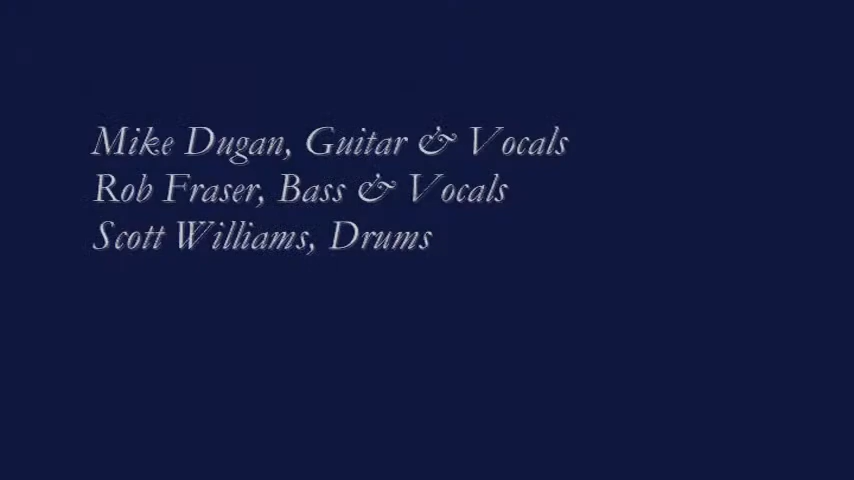 Mike Dugan, Guitar & Vocals
Rob Fraser, Bass & Vocals
Scott Williams, Drums